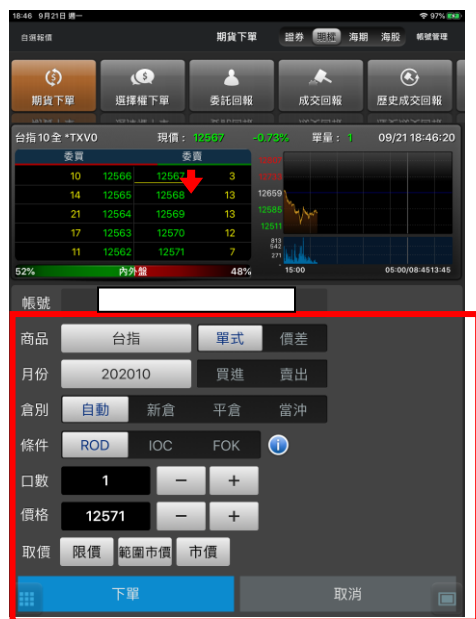 18:46 9月21日 週一 97%
自選報價 期貨下單 證券 期權 海期 海股 帳號管理
期貨下單 選擇權下單 委託回報 成交回報 歷史成交回報
台指10全 *TXV0 現價: 12567 -0.73% 單量: 1 09/21 18:46:20
委買 委賣
10 12566 12567 3
14 12565 12568 13
12659
21 12564 12569 13
12585
17 12563 12570 12
12511
11 12562 12571 7
813
542
271
52% 內外盤 48% 15:00 05:00/08:4513:45
帳號
商品 台指 單式 價差
月份 202010 買進 賣出
倉別 自動 新倉 平倉 當沖
條件 ROD IOC FOK i
口數 1 − +
價格 12571 − +
取價 限價 範圍市價 市價
下單 取消